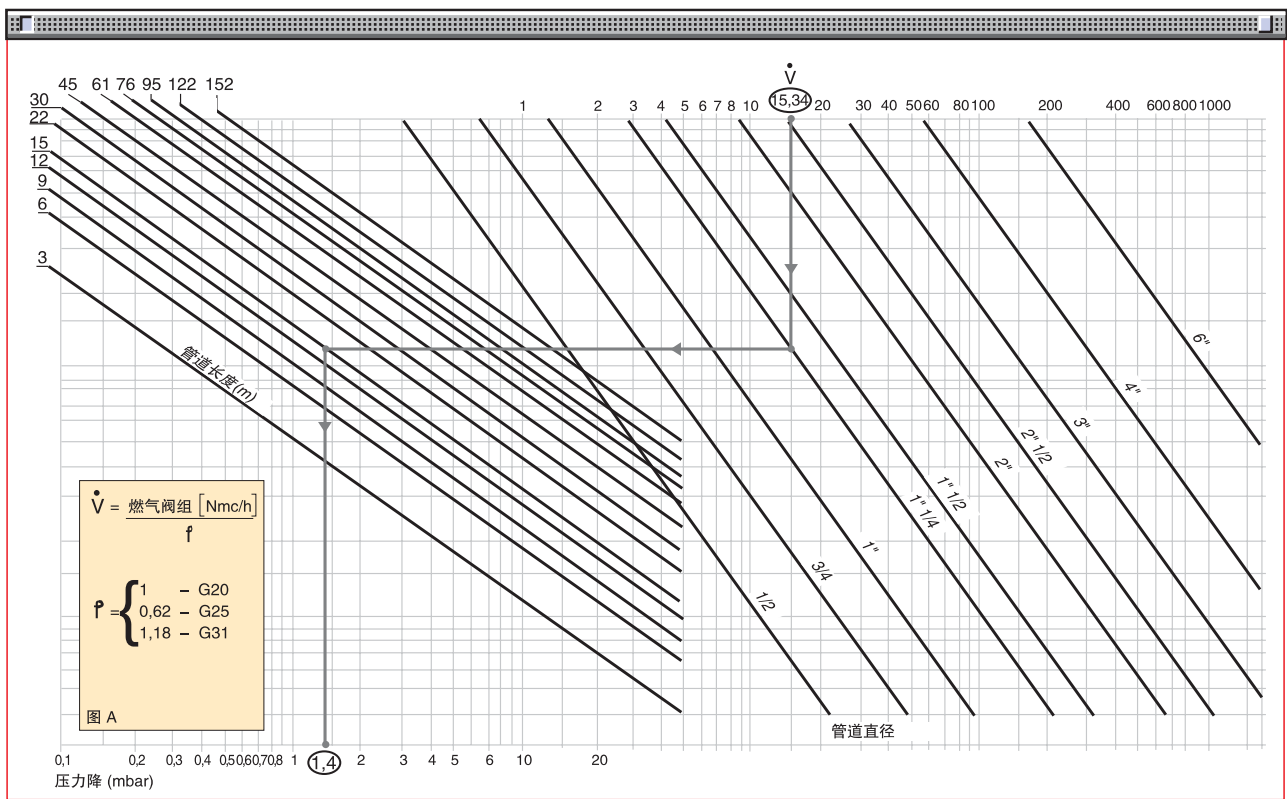 V
15,34
45 61 76 95 122 152
30
22
15
12
9
6
3
1 2 3 4 5 6 7 8 10 20 30 40 50 60 80 100 200 400 600 800 1000
管道长度(m)
6"
4"
3"
2" 1/2
2"
1" 1/2
1" 1/4
1"
3/4
1/2
V = 燃气阀组 [Nmc/h]
f
f = { 1 – G20
0,62 – G25
1,18 – G31
图 A
管道直径
0,1 0,2 0,3 0,4 0,5 0,6 0,7 0,8 1 1,4 2 3 4 5 6 10 20
压力降 (mbar)